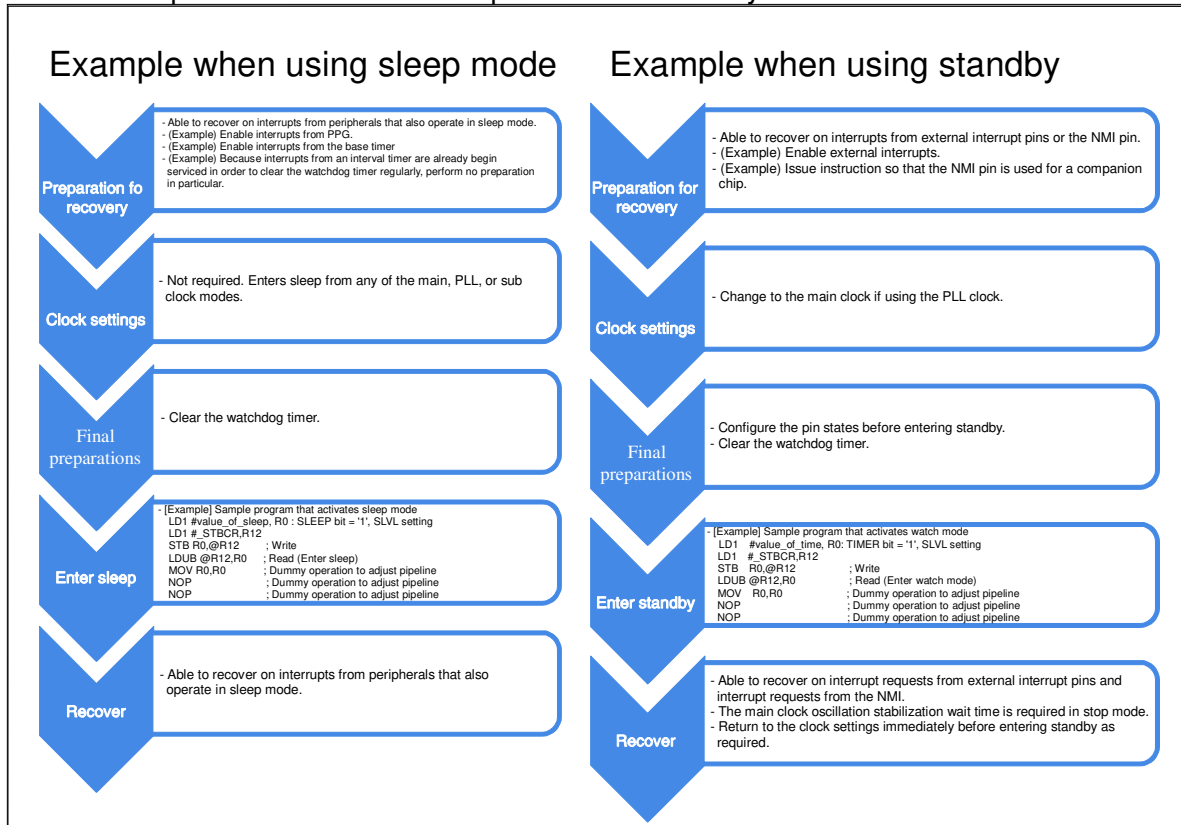 Example when using sleep mode
Preparation fo
recovery
- Able to recover on interrupts from peripherals that also operate in sleep mode.
- (Example) Enable interrupts from PPG.
- (Example) Enable interrupts from the base timer
- (Example) Because interrupts from an interval timer are already begin
serviced in order to clear the watchdog timer regularly, perform no preparation
in particular.
Clock settings
- Not required. Enters sleep from any of the main, PLL, or sub
clock modes.
Final
preparations
- Clear the watchdog timer.
Enter sleep
- [Example] Sample program that activates sleep mode
LD1 #value_of_sleep, R0 : SLEEP bit = '1', SLVL setting
LD1 #_STBCR,R12
STB R0,@R12 ; Write
LDUB @R12,R0 ; Read (Enter sleep)
MOV R0,R0 ; Dummy operation to adjust pipeline
NOP ; Dummy operation to adjust pipeline
NOP ; Dummy operation to adjust pipeline
Recover
- Able to recover on interrupts from peripherals that also
operate in sleep mode.
Example when using standby
Preparation for
recovery
- Able to recover on interrupts from external interrupt pins or the NMI pin.
- (Example) Enable external interrupts.
- (Example) Issue instruction so that the NMI pin is used for a companion
chip.
Clock settings
- Change to the main clock if using the PLL clock.
Final
preparations
- Configure the pin states before entering standby.
- Clear the watchdog timer.
Enter standby
- [Example] Sample program that activates watch mode
LD1 #value_of_time, R0: TIMER bit = '1', SLVL setting
LD1 #_STBCR,R12
STB R0,@R12 ; Write
LDUB @R12,R0 ; Read (Enter watch mode)
MOV R0,R0 ; Dummy operation to adjust pipeline
NOP ; Dummy operation to adjust pipeline
NOP ; Dummy operation to adjust pipeline
Recover
- Able to recover on interrupt requests from external interrupt pins and
interrupt requests from the NMI.
- The main clock oscillation stabilization wait time is required in stop mode.
- Return to the clock settings immediately before entering standby as
required.